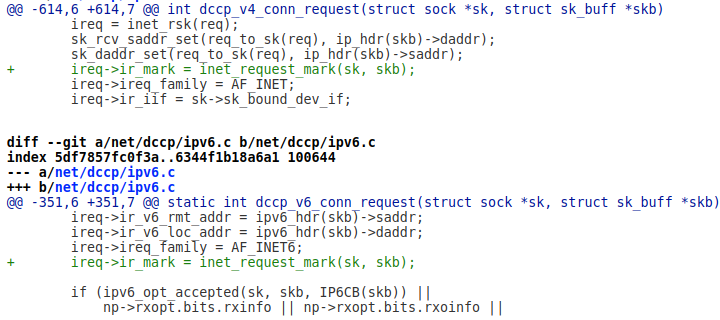 @@ -614,6 +614,7 @@ int dccp_v4_conn_request(struct sock *sk, struct sk_buff *skb)
        ireq = inet_rsk(req);
        sk_rcv_saddr_set(req_to_sk(req), ip_hdr(skb)->daddr);
        sk_daddr_set(req_to_sk(req), ip_hdr(skb)->saddr);
+       ireq->ir_mark = inet_request_mark(sk, skb);
        ireq->ireq_family = AF_INET;
        ireq->ir_iif = sk->sk_bound_dev_if;
diff --git a/net/dccp/ipv6.c b/net/dccp/ipv6.c
index 5df7857fc0f3a..6344f1b18a6a1 100644
--- a/net/dccp/ipv6.c
+++ b/net/dccp/ipv6.c
@@ -351,6 +351,7 @@ static int dccp_v6_conn_request(struct sock *sk, struct sk_buff *skb)
        ireq->ir_v6_rmt_addr = ipv6_hdr(skb)->saddr;
        ireq->ir_v6_loc_addr = ipv6_hdr(skb)->daddr;
        ireq->ireq_family = AF_INET6;
+       ireq->ir_mark = inet_request_mark(sk, skb);
        if (ipv6_opt_accepted(sk, skb, IP6CB(skb)) ||
            np->rxopt.bits.rxinfo || np->rxopt.bits.rxoinfo ||